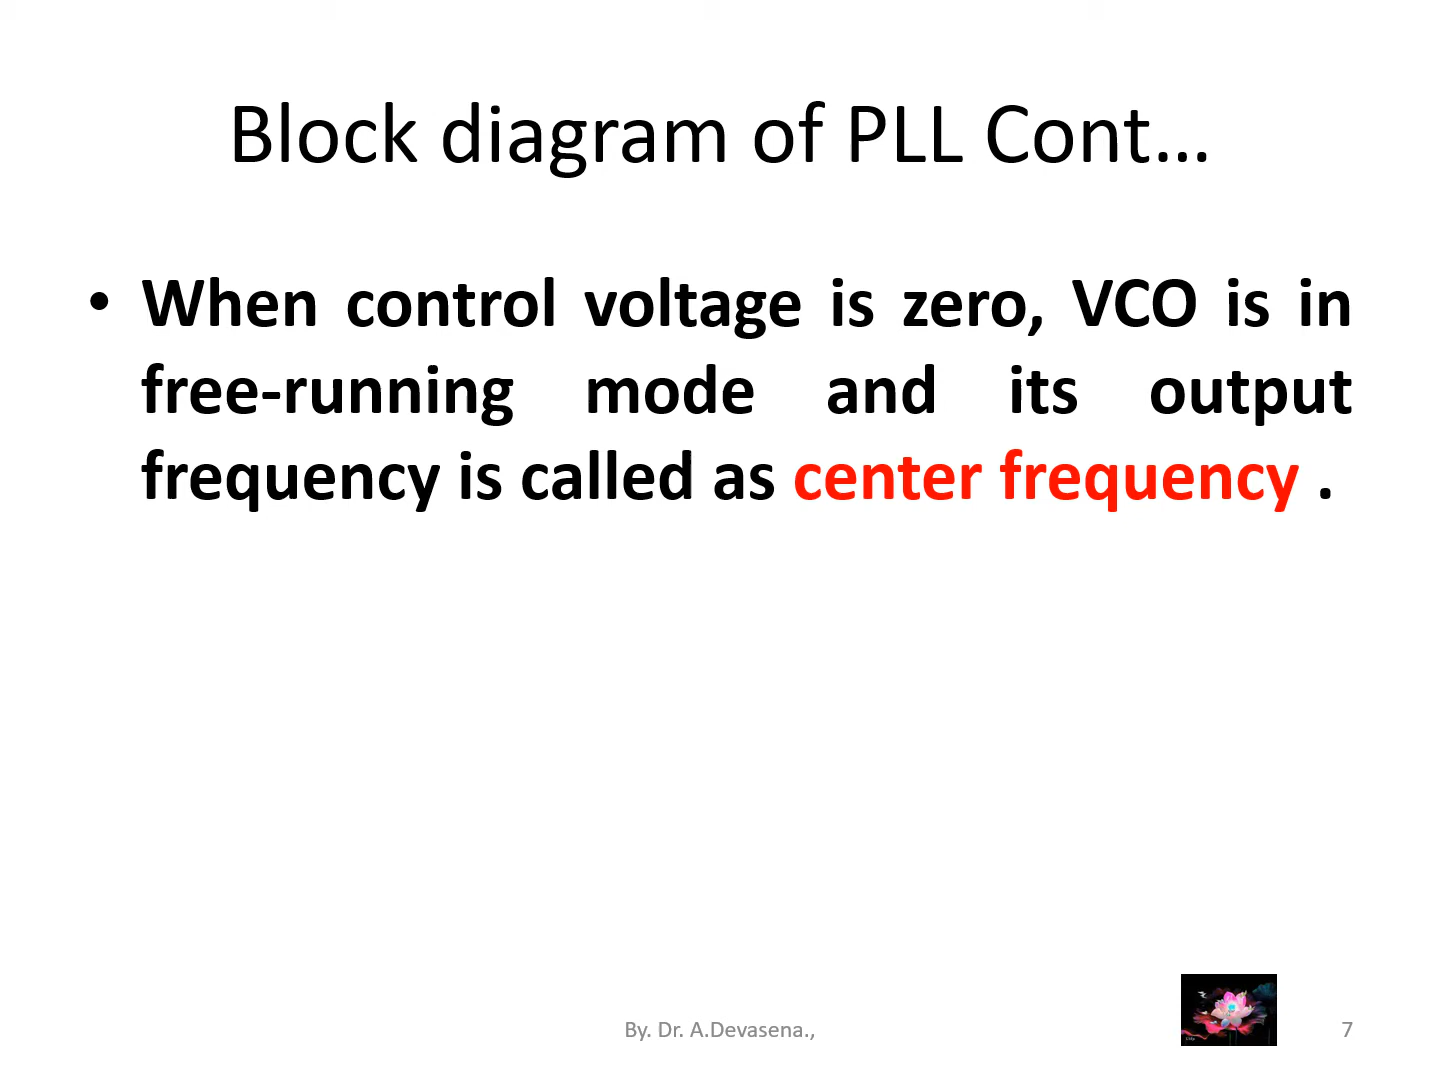 Block diagram of PLL Cont…
• When control voltage is zero, VCO is in
free-running mode and its output
frequency is called as center frequency .
By. Dr. A.Devasena.,
7